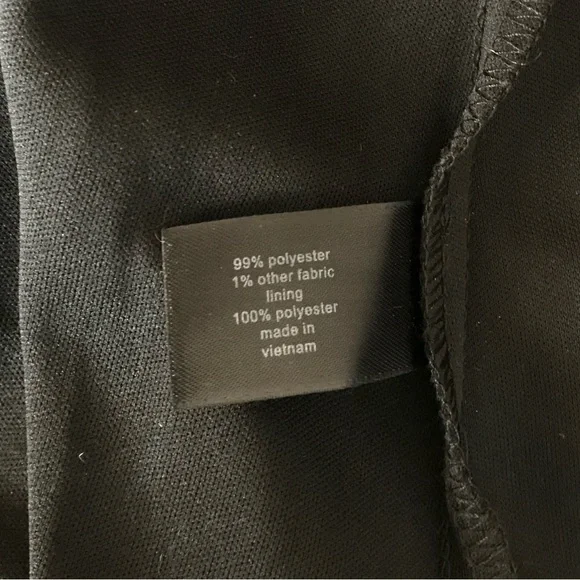 99% polyester
1% other fabric
lining
100% polyester
made in
vietnam